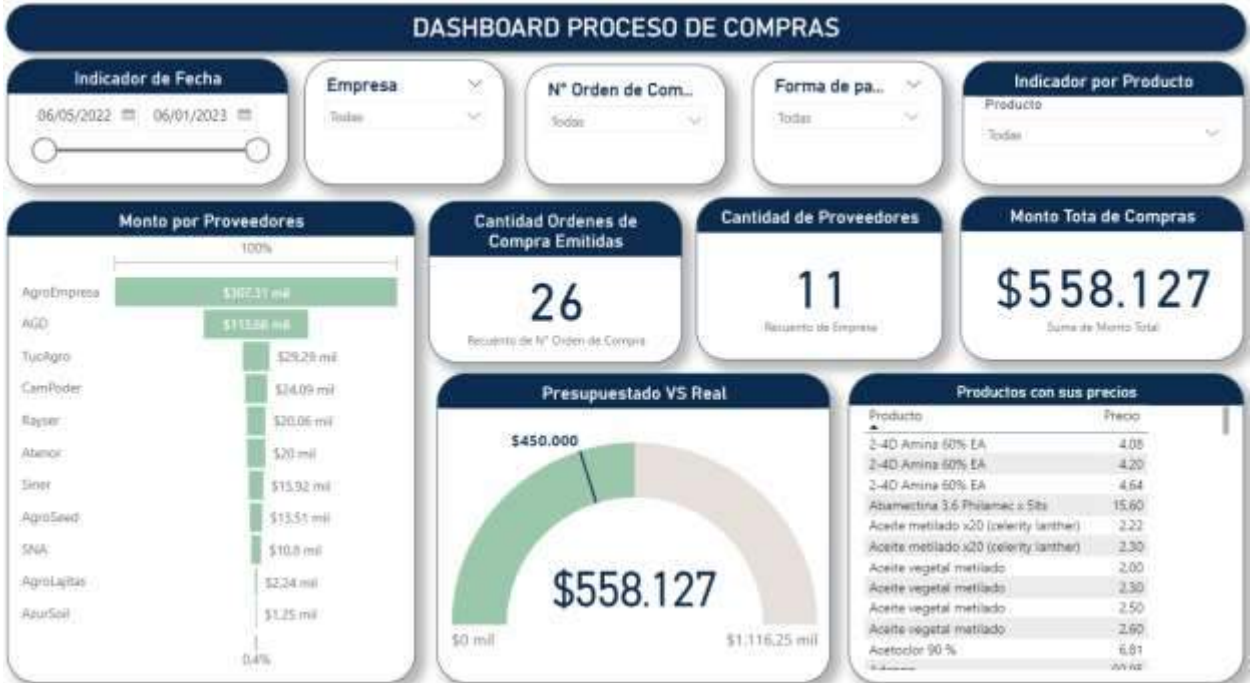 DASHBOARD PROCESO DE COMPRAS
Indicador de Fecha
06/05/2022 06/01/2023
Empresa
Todas
N° Orden de Com...
Todas
Forma de pa...
Todas
Indicador por Producto
Producto
Todas
Monto por Proveedores
100%
AgroEmpresa $307,31 mil
AGD
TucAgro $29,29 mil
CamPoder $24,09 mil
Rayser $20,06 mil
Atanor $20 mil
Siner $15,92 mil
AgroSeed $13,51 mil
SNA $10,8 mil
AgroLajitas $2,24 mil
AzurSoil $1,25 mil
0,4%
Cantidad Ordenes de
Compra Emitidas
26
Recuento de N° Orden de Compra
Cantidad de Proveedores
11
Recuento de Empresa
Monto Tota de Compras
$558.127
Suma de Monto Total
Presupuestado VS Real
$450.000
$558.127
$0 mil $1.116,25 mil
Productos con sus precios
Producto Precio
2-4D Amina 60% EA 4,08
2-4D Amina 60% EA 4,20
2-4D Amina 60% EA 4,64
Abamectina 3.6 Philamec x 5lts 15,60
Aceite metilado x20 (celerity lanther) 2,22
Aceite metilado x20 (celerity lanther) 2,30
Aceite vegetal metilado 2,00
Aceite vegetal metilado 2,30
Aceite vegetal metilado 2,50
Aceite vegetal metilado 2,60
Acetoclor 90 % 6,81